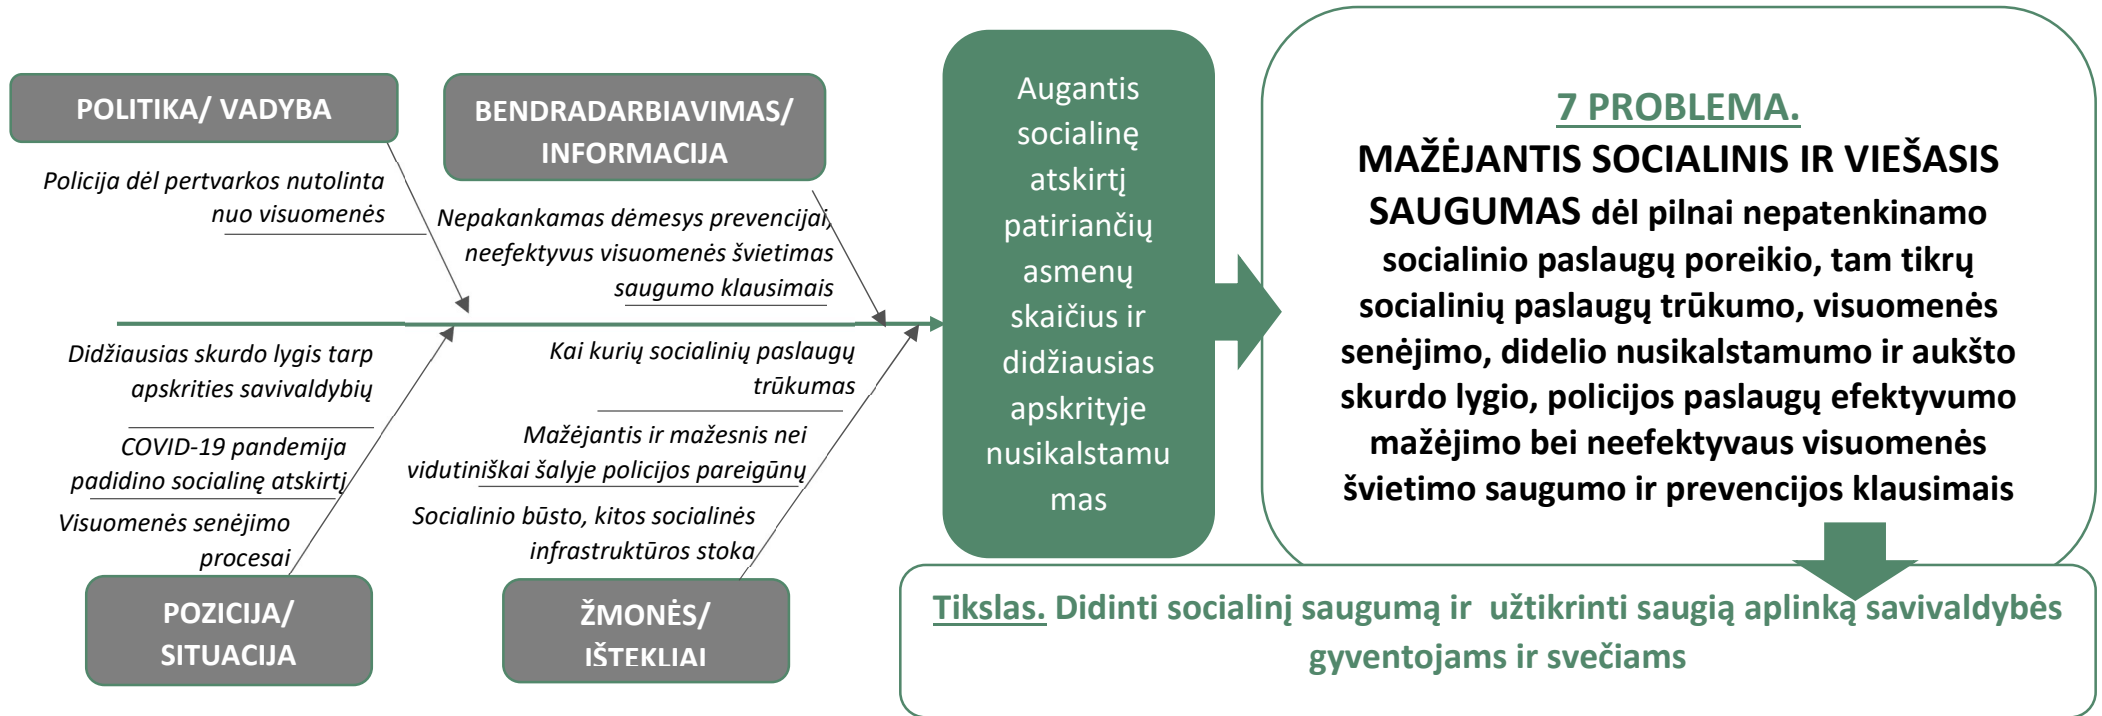 POLITIKA/ VADYBA
Policija dėl pertvarkos nutolinta
nuo visuomenės
BENDRADARBIAVIMAS/
INFORMACIJA
Nepakankamas dėmesys prevencijai,
neefektyvus visuomenės švietimas
saugumo klausimais
Didžiausias skurdo lygis tarp
apskrities savivaldybių
COVID-19 pandemija
padidino socialinę atskirtį
Visuomenės senėjimo
procesai
POZICIJA/
SITUACIJA
Kai kurių socialinių paslaugų
trūkumas
Mažėjantis ir mažesnis nei
vidutiniškai šalyje policijos pareigūnų
Socialinio būsto, kitos socialinės
infrastruktūros stoka
ŽMONĖS/
IŠTEKLIAI
Augantis
socialinę
atskirtį
patiriančių
asmenų
skaičius ir
didžiausias
apskrityje
nusikalstamu
mas
7 PROBLEMA.
MAŽĖJANTIS SOCIALINIS IR VIEŠASIS
SAUGUMAS dėl pilnai nepatenkinamo
socialinio paslaugų poreikio, tam tikrų
socialinių paslaugų trūkumo, visuomenės
senėjimo, didelio nusikalstamumo ir aukšto
skurdo lygio, policijos paslaugų efektyvumo
mažėjimo bei neefektyvaus visuomenės
švietimo saugumo ir prevencijos klausimais
Tikslas. Didinti socialinį saugumą ir užtikrinti saugią aplinką savivaldybės
gyventojams ir svečiams